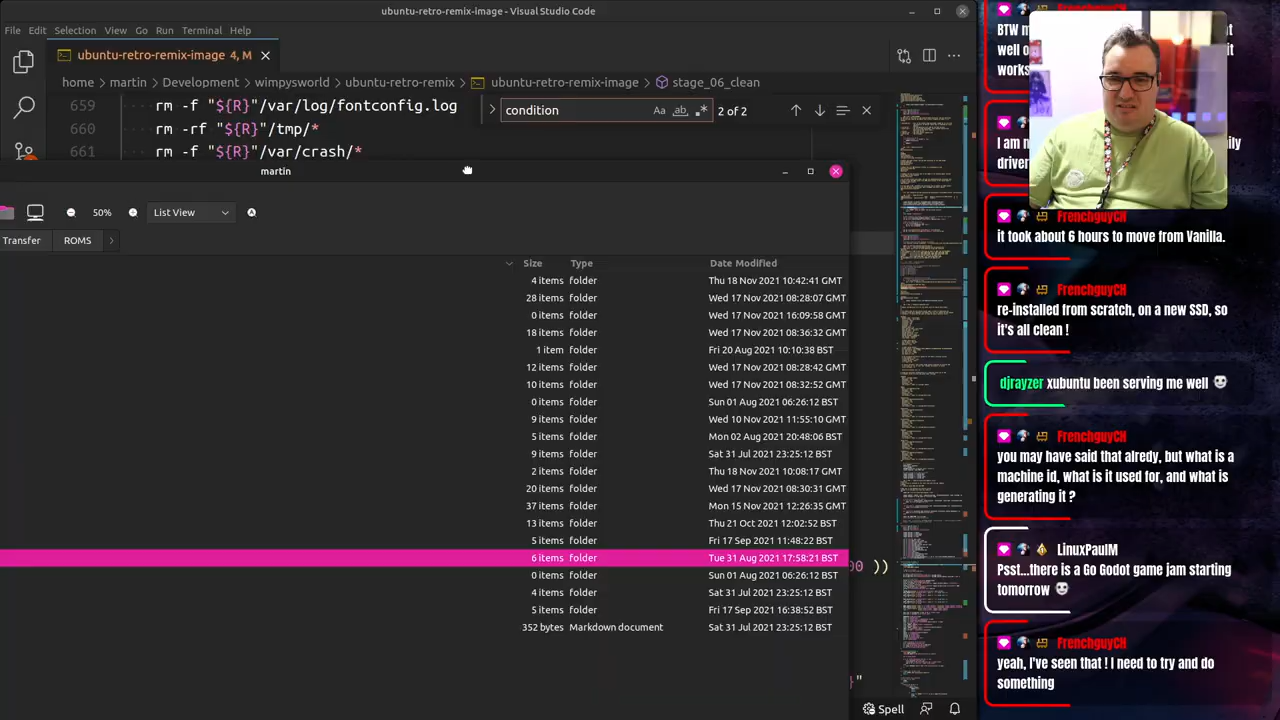 ubuntu-retro-remix-image - Visual Studio Code
File Edit Selection View Go Run Terminal Help
ubuntu-retro-remix-image 4, M
home > martin > Development > wimpysworld > ubuntu-retro-remix > ubuntu-retro-remix-image > stage_06_clean
659 rm -f "${R}"/var/log/fontconfig.log
660 rm -rf "${R}"/tmp/*
661 rm -f "${R}"/var/crash/*
condition
Aa ab .*
2 of 2
martin
50% List View
Transfer ROMS
Size Type Date Modified
4 items folder Thu 18 Nov 2021 10:42:41 GMT
28 items folder Wed 17 Nov 2021 08:28:07 GMT
0 items folder Wed 17 Nov 2021 16:09:58 GMT
18 items folder Wed 17 Nov 2021 08:36:32 GMT
1 item folder Fri 20 Aug 2021 10:10:38 BST
12 items folder Wed 17 Nov 2021 08:28:42 GMT
10 items folder Wed 17 Nov 2021 08:32:52 GMT
0 items folder Sun 01 Aug 2021 06:26:12 BST
9 items folder Wed 10 Nov 2021 11:55:10 GMT
5 items folder Mon 02 Aug 2021 20:48:06 BST
9 items folder Sat 31 Jul 2021 23:25:12 BST
2 items folder Thu 18 Nov 2021 10:08:17 GMT
20 items folder Wed 17 Nov 2021 08:30:31 GMT
37 items folder Mon 15 Nov 2021 12:26:35 GMT
13 items folder Thu 21 Oct 2021 12:02:52 BST
5 items folder Fri 17 Sep 2021 11:48:22 BST
6 items folder Tue 31 Aug 2021 17:58:21 BST
0 items folder Sun 01 Aug 2021 06:26:12 BST
4 items folder Sat 31 Jul 2021 23:25:12 BST
5 items folder Fri 17 Sep 2021 16:38:52 BST
352 bytes Markdown document Sat 31 Jul 2021 23:25:12 BST
00 ))
}"
Spell
FrenchguyCH
it took about 6 hours to move from Vanilla.
FrenchguyCH
re-installed from scratch, on a new SSD, so
it's all clean !
djrayzer xubuntu been serving me well
FrenchguyCH
you may have said that alredy, but what is a
machine id, what is it used for, and what is
generating it ?
LinuxPaulM
Psst...there is a Go Godot game jam starting
tomorrow
FrenchguyCH
yeah, I've seen that ! I need to try and do
something